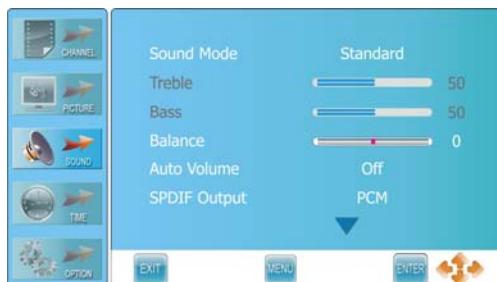 CHANNEL
PICTURE
SOUND
TIME
OPTION
Sound Mode Standard
Treble 50
Bass 50
Balance 0
Auto Volume Off
SPDIF Output PCM
EXIT MENU ENTER